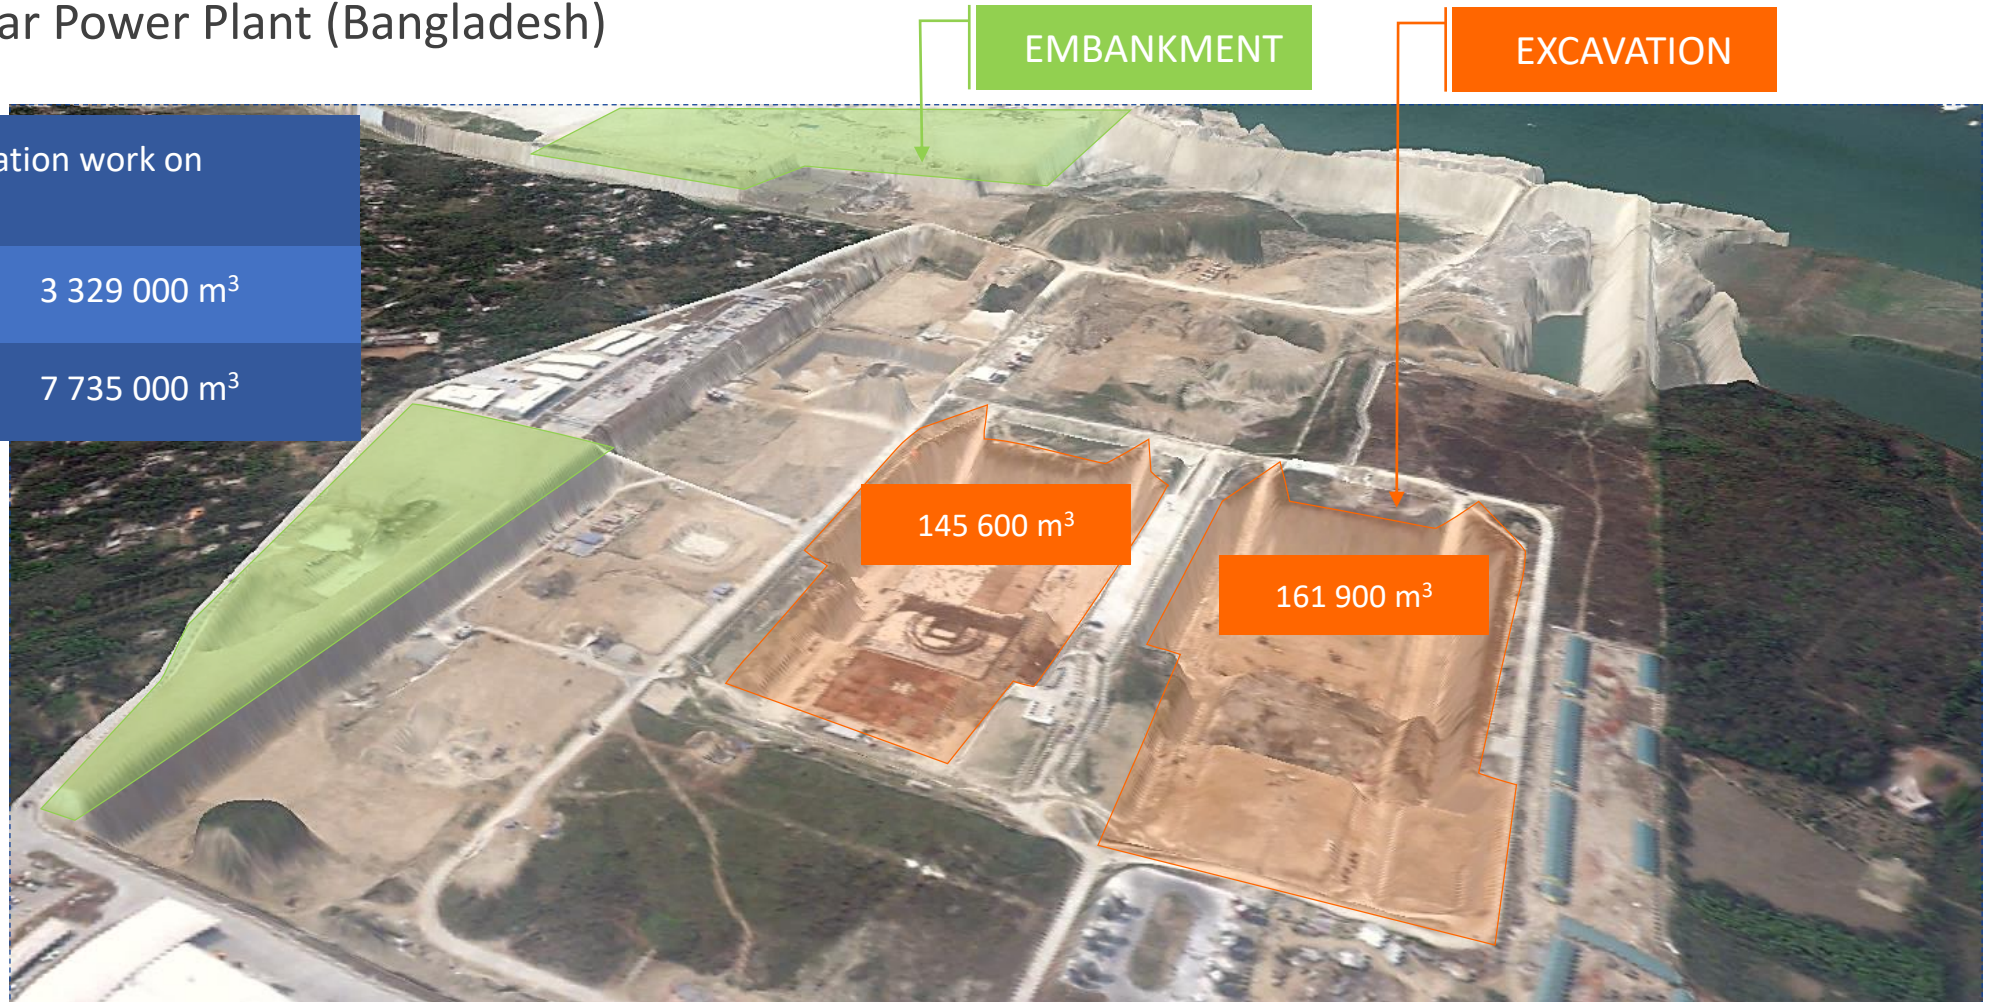 ar Power Plant (Bangladesh)
EMBANKMENT
EXCAVATION
ation work on
3 329 000 m³
7 735 000 m³
145 600 m³
161 900 m³